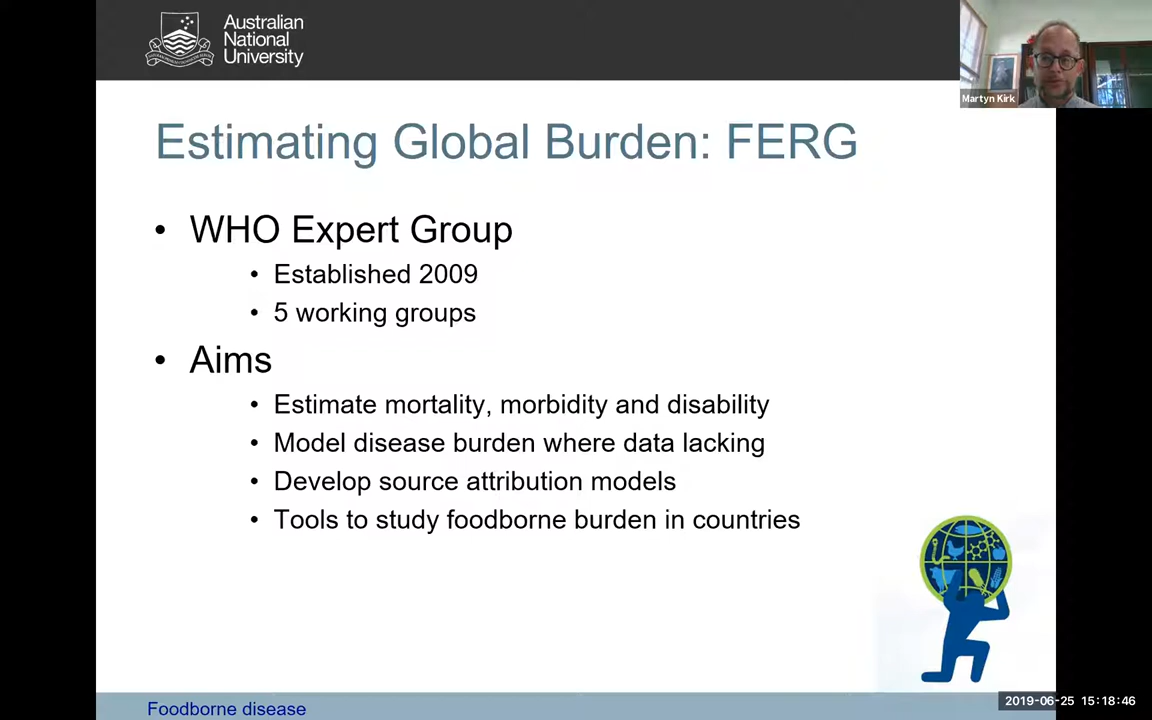 Australian
National
University
Martyn Kirk
Estimating Global Burden: FERG
• WHO Expert Group
• Established 2009
• 5 working groups
• Aims
• Estimate mortality, morbidity and disability
• Model disease burden where data lacking
• Develop source attribution models
• Tools to study foodborne burden in countries
Foodborne disease
2019-06-25 15:18:46